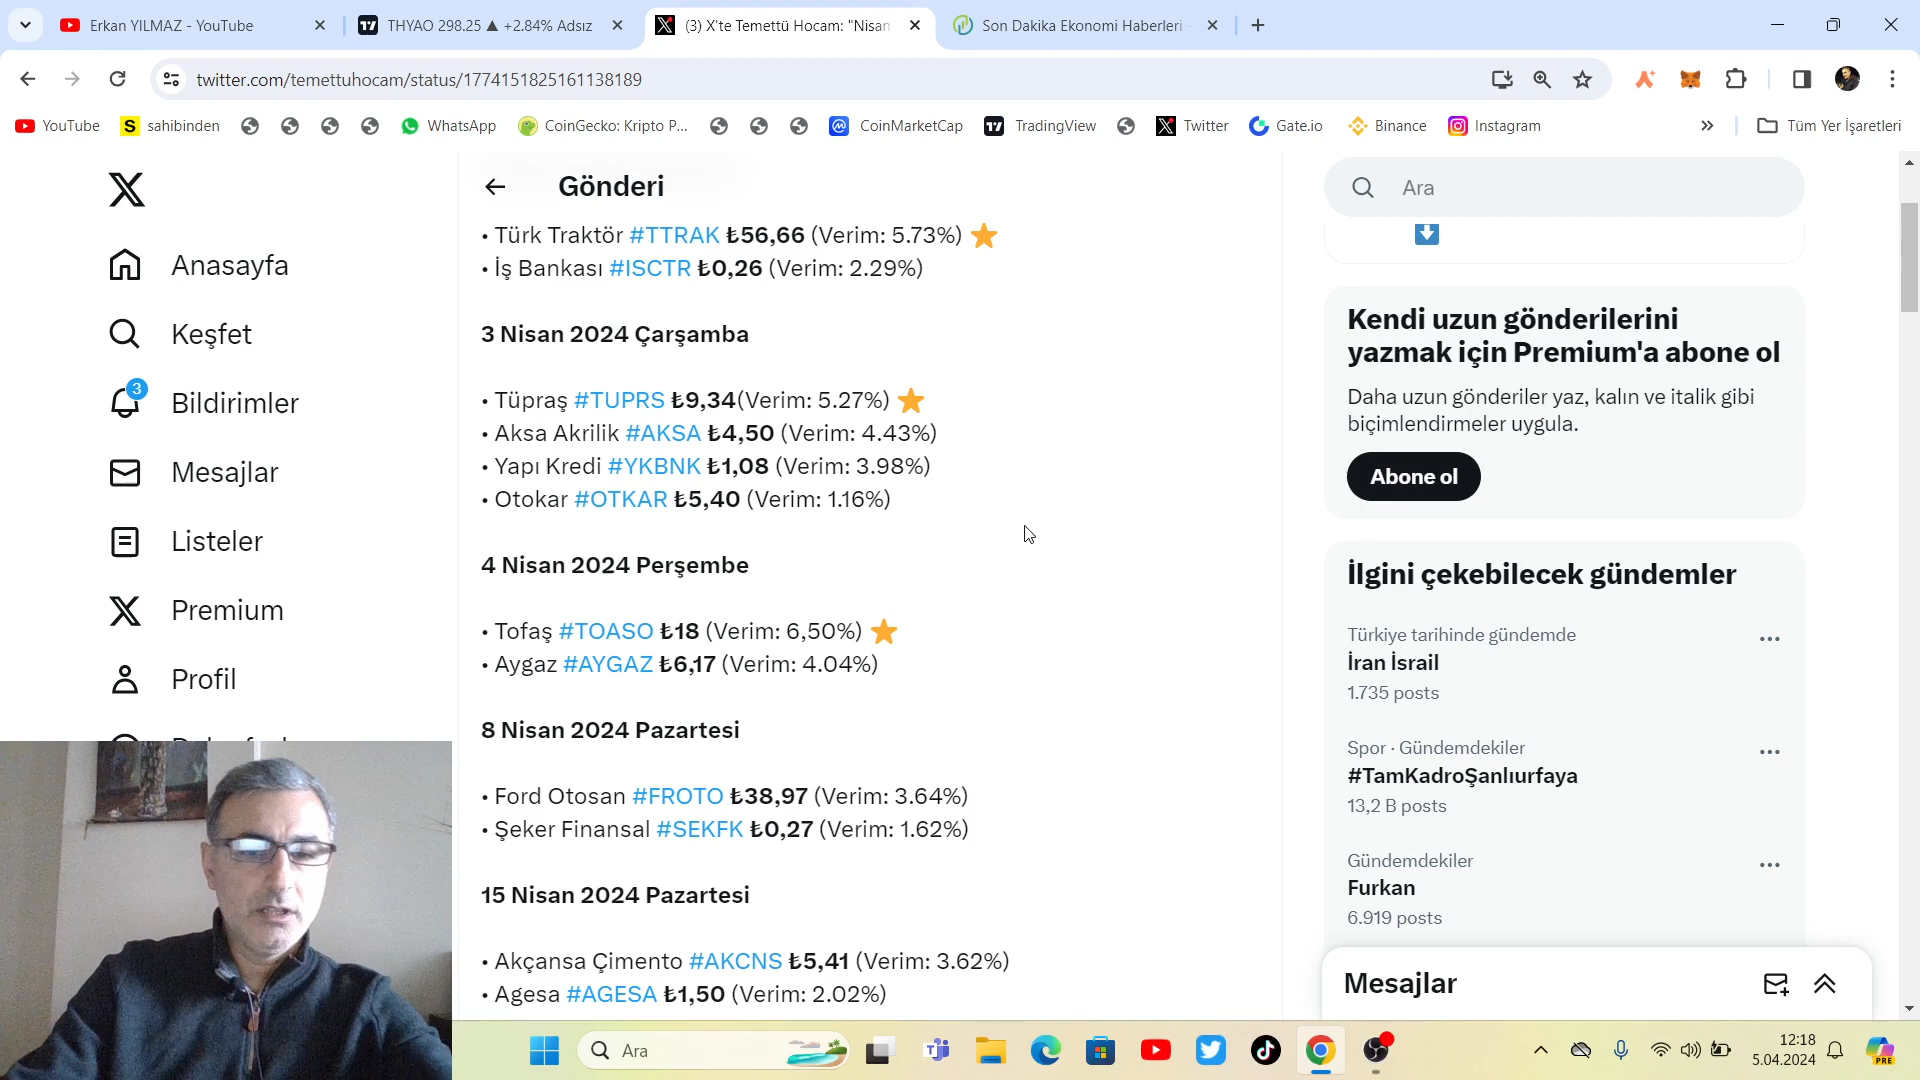 Erkan YILMAZ - YouTube
THYAO 298.25 ▲ +2.84% Adsız
(3) X'te Temettü Hocam: "Nisan
Son Dakika Ekonomi Haberleri -
twitter.com/temettuhocam/status/1774151825161138189
YouTube
sahibinden
WhatsApp
CoinGecko: Kripto P...
CoinMarketCap
TradingView
Twitter
Gate.io
Binance
Instagram
Tüm Yer İşaretleri
Anasayfa
Keşfet
3
Bildirimler
Mesajlar
Listeler
Premium
Profil
Gönderi
• Türk Traktör #TTRAK ₺56,66 (Verim: 5.73%) ⭐
• İş Bankası #ISCTR ₺0,26 (Verim: 2.29%)
3 Nisan 2024 Çarşamba
• Tüpraş #TUPRS ₺9,34(Verim: 5.27%) ⭐
• Aksa Akrilik #AKSA ₺4,50 (Verim: 4.43%)
• Yapı Kredi #YKBNK ₺1,08 (Verim: 3.98%)
• Otokar #OTKAR ₺5,40 (Verim: 1.16%)
4 Nisan 2024 Perşembe
• Tofaş #TOASO ₺18 (Verim: 6,50%) ⭐
• Aygaz #AYGAZ ₺6,17 (Verim: 4.04%)
8 Nisan 2024 Pazartesi
• Ford Otosan #FROTO ₺38,97 (Verim: 3.64%)
• Şeker Finansal #SEKFK ₺0,27 (Verim: 1.62%)
15 Nisan 2024 Pazartesi
• Akçansa Çimento #AKCNS ₺5,41 (Verim: 3.62%)
• Agesa #AGESA ₺1,50 (Verim: 2.02%)
Ara
Kendi uzun gönderilerini
yazmak için Premium'a abone ol
Daha uzun gönderiler yaz, kalın ve italik gibi
biçimlendirmeler uygula.
Abone ol
İlgini çekebilecek gündemler
Türkiye tarihinde gündemde
İran İsrail
1.735 posts
Spor · Gündemdekiler
#TamKadroŞanlıurfaya
13,2 B posts
Gündemdekiler
Furkan
6.919 posts
Mesajlar
Ara
12:18
5.04.2024
PRE